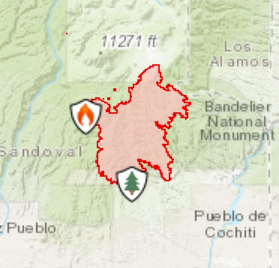 11271 ft
Los
Alamos
Bandelier
National
Monument
Sandoval
Pueblo de
Cochiti
z Pueblo